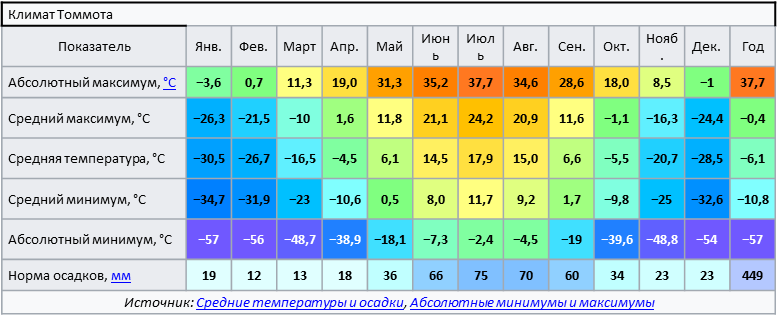 Климат Томмота
Показатель Янв. Фев. Март Апр. Май Июнь Июль Авг. Сен. Окт. Нояб. Дек. Год
Абсолютный максимум, °C −3,6 0,7 11,3 19,0 31,3 35,2 37,7 34,6 28,6 18,0 8,5 −1 37,7
Средний максимум, °C −26,3 −21,5 −10 1,6 11,8 21,1 24,2 20,9 11,6 −1,1 −16,3 −24,4 −0,4
Средняя температура, °C −30,5 −26,7 −16,5 −4,5 6,1 14,5 17,9 15,0 6,6 −5,5 −20,7 −28,5 −6,1
Средний минимум, °C −34,7 −31,9 −23 −10,6 0,5 8,0 11,7 9,2 1,7 −9,8 −25 −32,6 −10,8
Абсолютный минимум, °C −57 −56 −48,7 −38,9 −18,1 −7,3 −2,4 −4,5 −19 −39,6 −48,8 −54 −57
Норма осадков, мм 19 12 13 18 36 66 75 70 60 34 23 23 449
Источник: Средние температуры и осадки, Абсолютные минимумы и максимумы